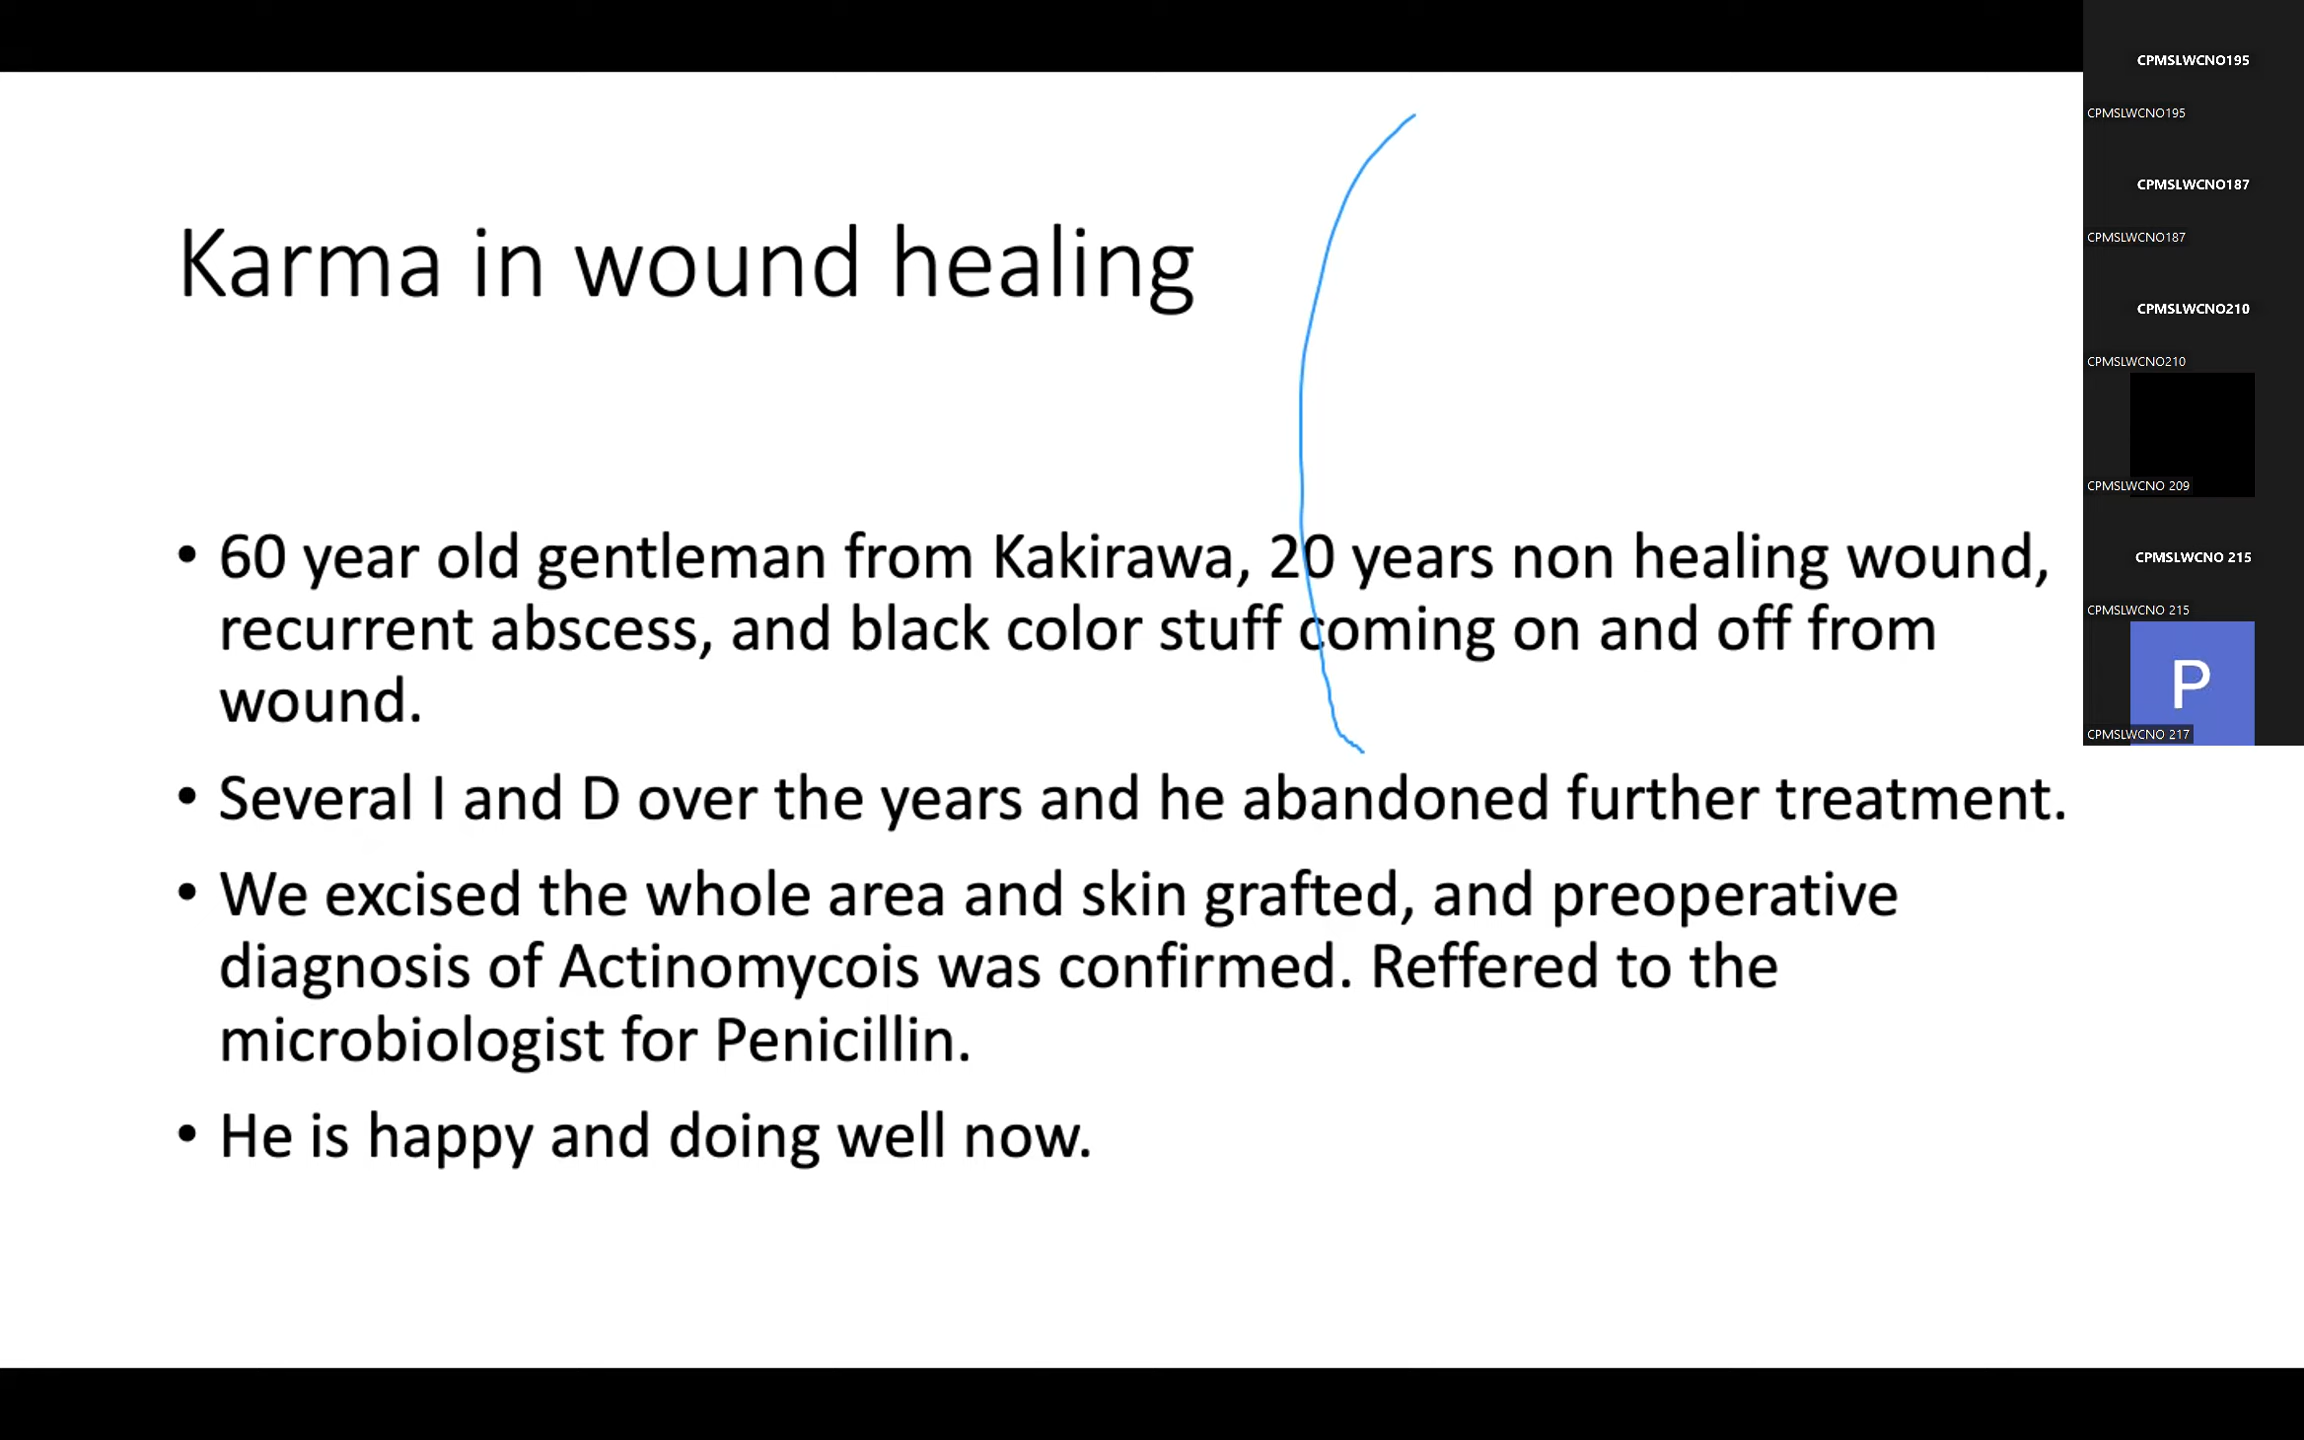 Karma in wound healing
• 60 year old gentleman from Kakirawa, 20 years non healing wound,
recurrent abscess, and black color stuff coming on and off from
wound.
• Several I and D over the years and he abandoned further treatment.
• We excised the whole area and skin grafted, and preoperative
diagnosis of Actinomycois was confirmed. Reffered to the
microbiologist for Penicillin.
• He is happy and doing well now.
CPMSLWCNO195
CPMSLWCNO195
CPMSLWCNO187
CPMSLWCNO187
CPMSLWCNO210
CPMSLWCNO210
CPMSLWCNO 209
CPMSLWCNO 215
CPMSLWCNO 215
P
CPMSLWCNO 217